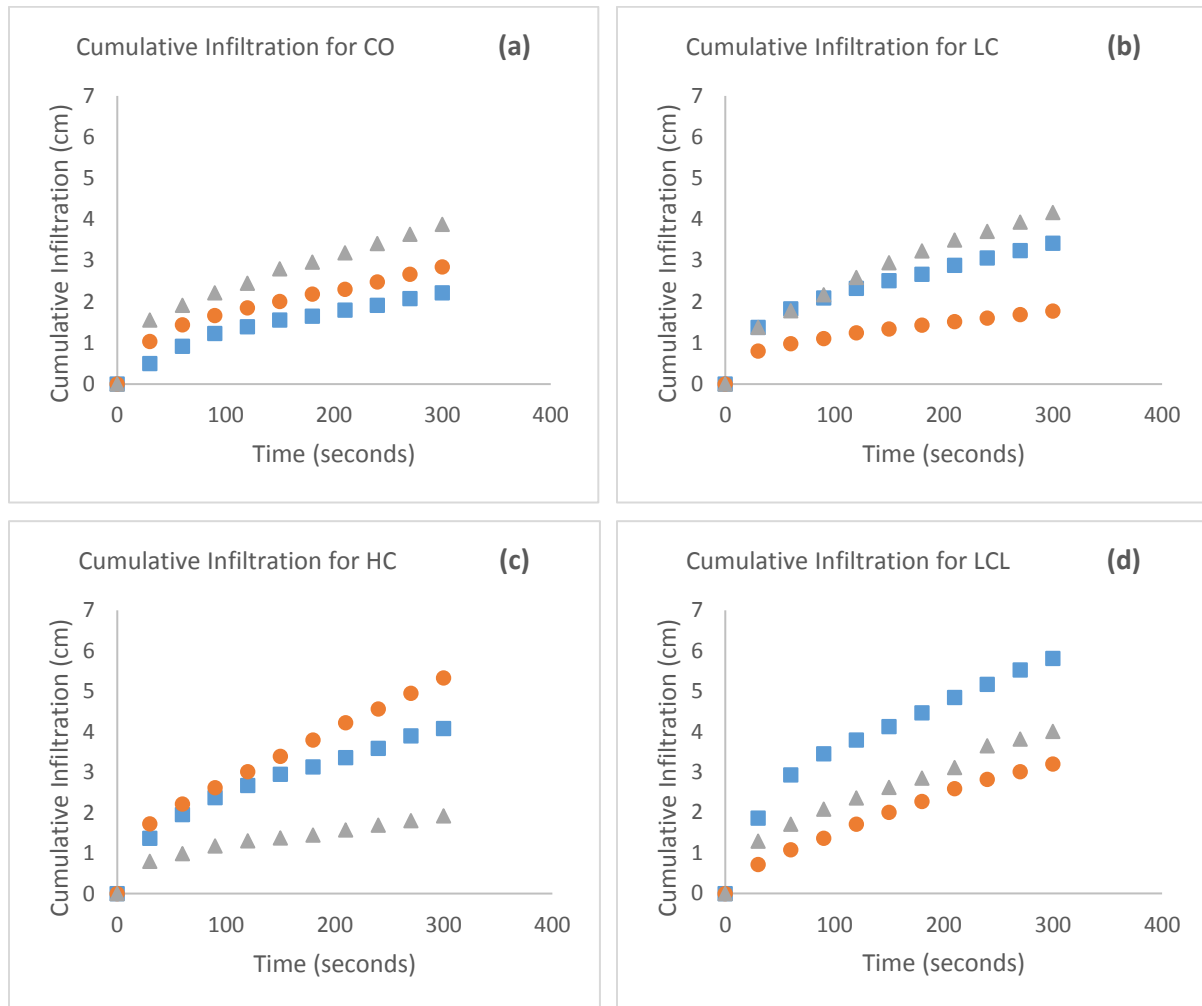 Cumulative Infiltration for CO
(a)
Cumulative Infiltration (cm)
7
6
5
4
3
2
1
0
0 100 200 300 400
Time (seconds)
Cumulative Infiltration for LC
(b)
Cumulative Infiltration (cm)
7
6
5
4
3
2
1
0
0 100 200 300 400
Time (seconds)
Cumulative Infiltration for HC
(c)
Cumulative Infiltration (cm)
7
6
5
4
3
2
1
0
0 100 200 300 400
Time (seconds)
Cumulative Infiltration for LCL
(d)
Cumulative Infiltration (cm)
7
6
5
4
3
2
1
0
0 100 200 300 400
Time (seconds)